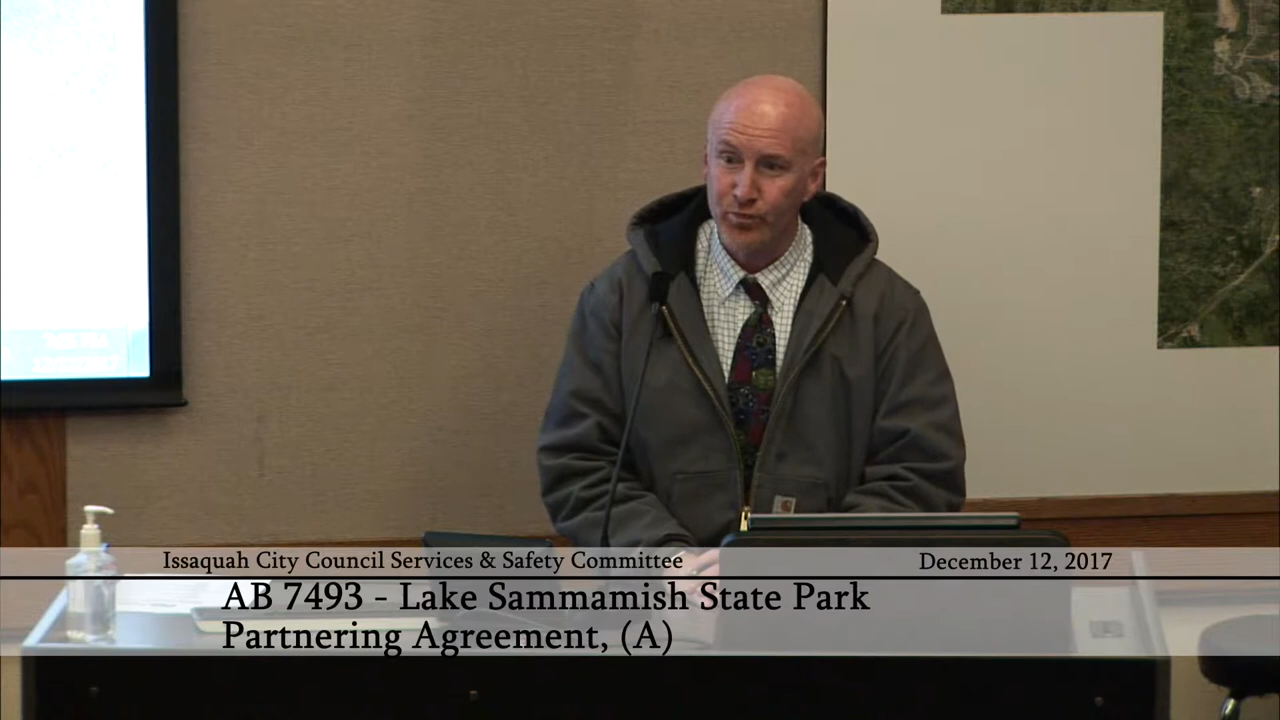 Issaquah City Council Services & Safety Committee
December 12, 2017
AB 7493 - Lake Sammamish State Park
Partnering Agreement, (A)